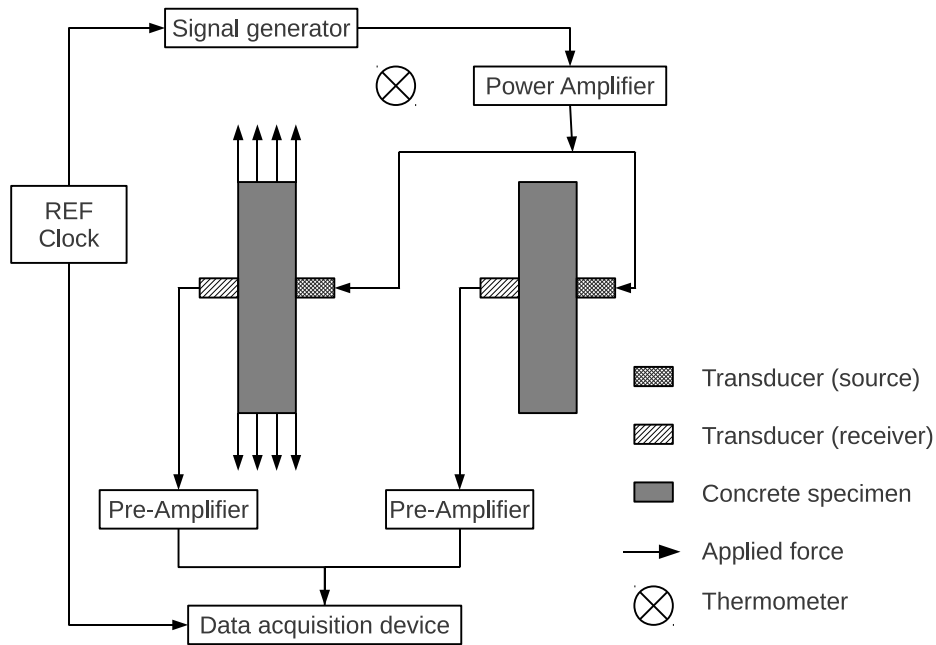 Signal generator
Power Amplifier
REF
Clock
Transducer (source)
Transducer (receiver)
Pre-Amplifier
Pre-Amplifier
Concrete specimen
Applied force
Thermometer
Data acquisition device